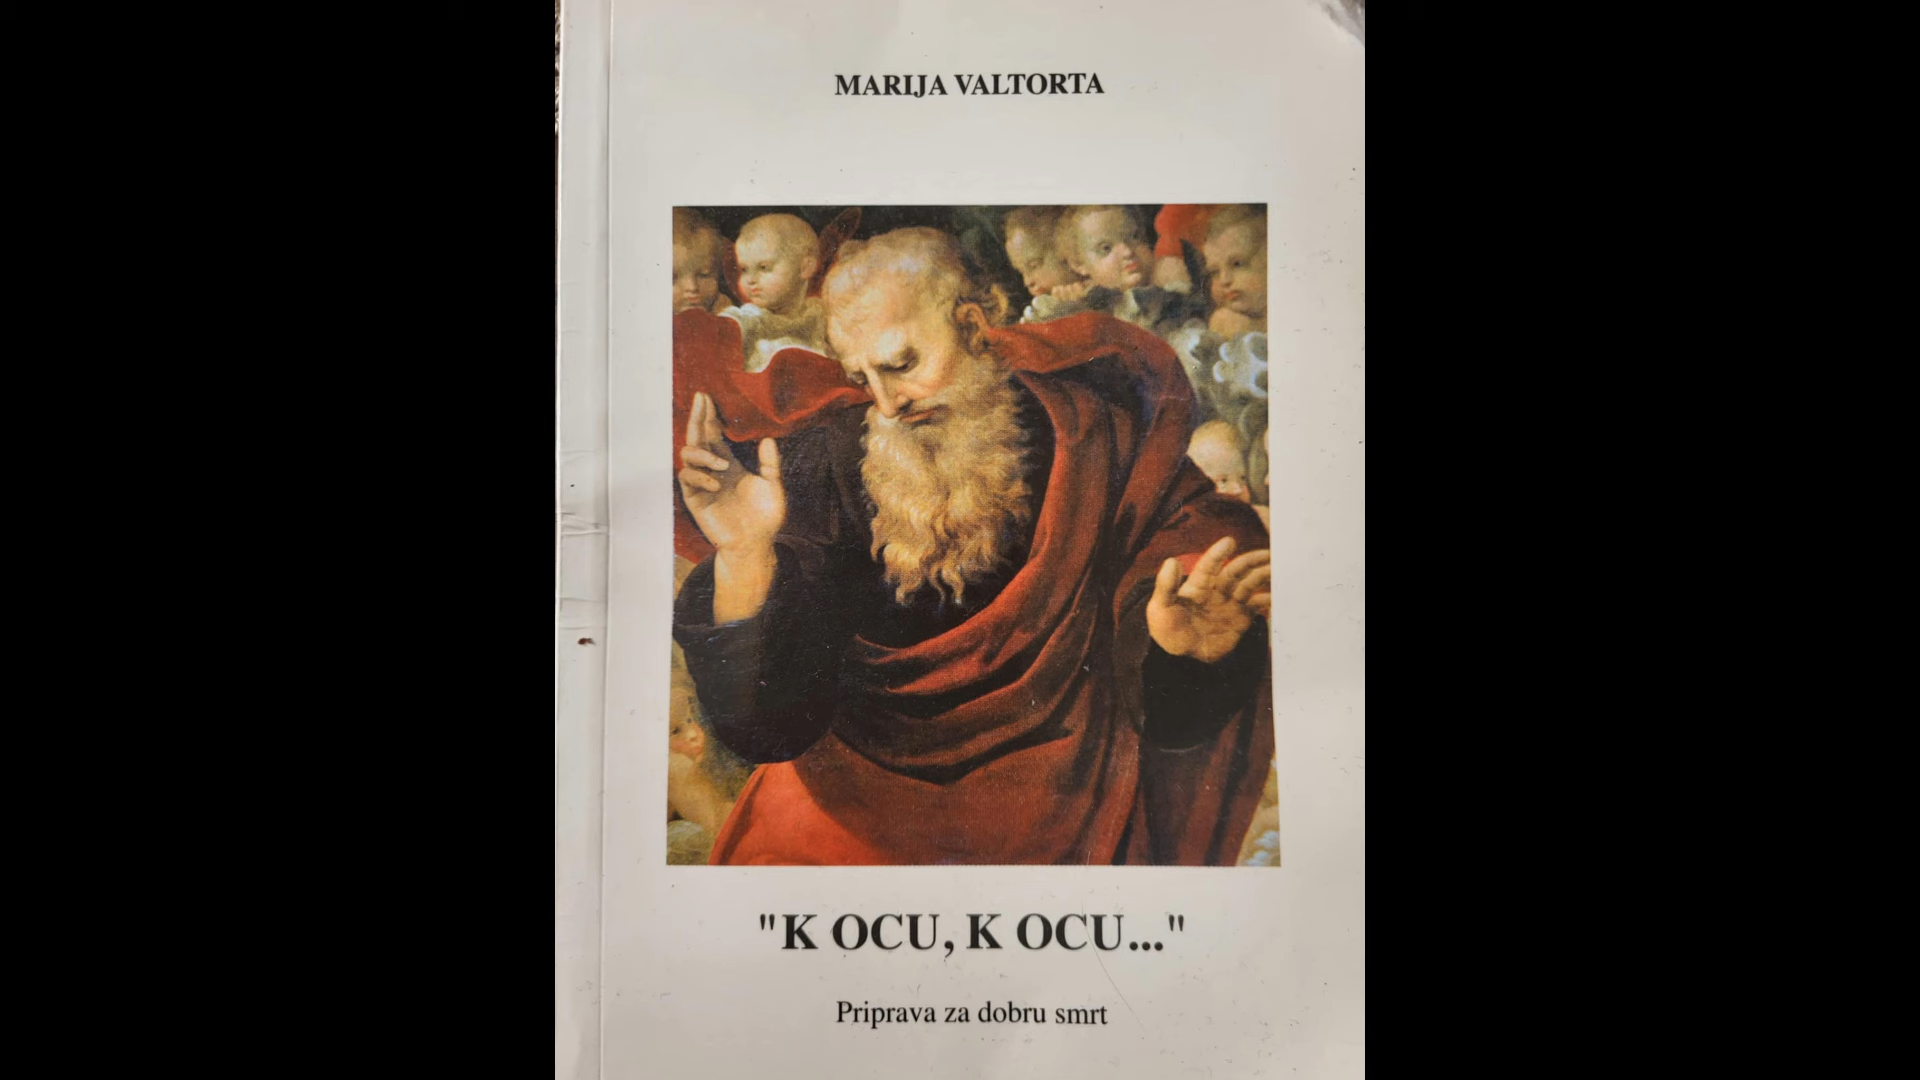 MARIJA VALTORTA
"K OCU, K OCU..."
Priprava za dobru smrt